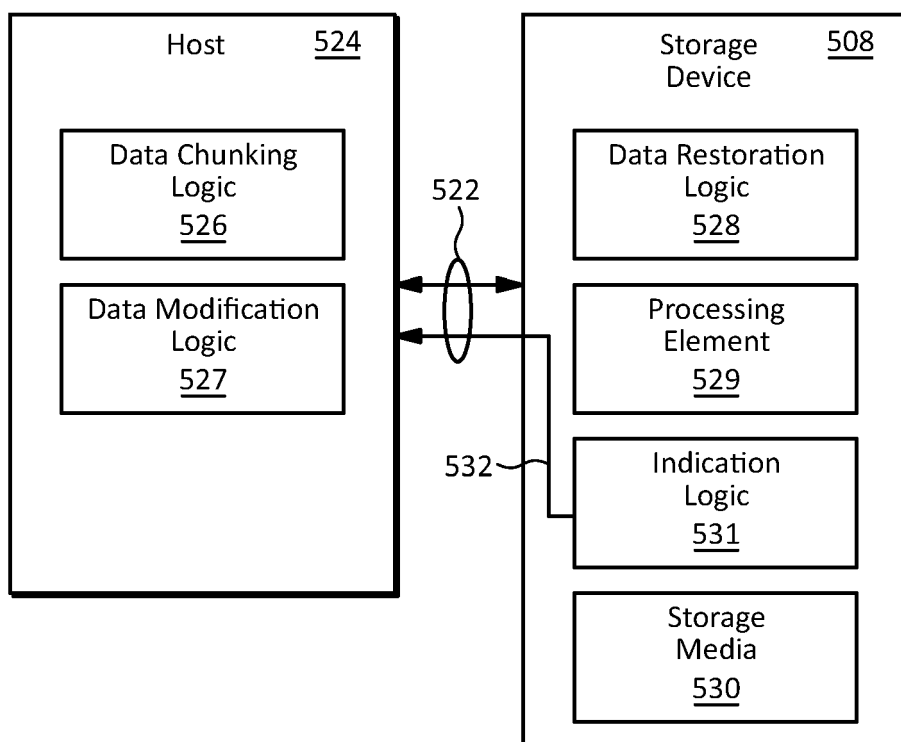 Host 524
Data Chunking
Logic
526
Data Modification
Logic
527
522
532
Storage 508
Device
Data Restoration
Logic
528
Processing
Element
529
Indication
Logic
531
Storage
Media
530